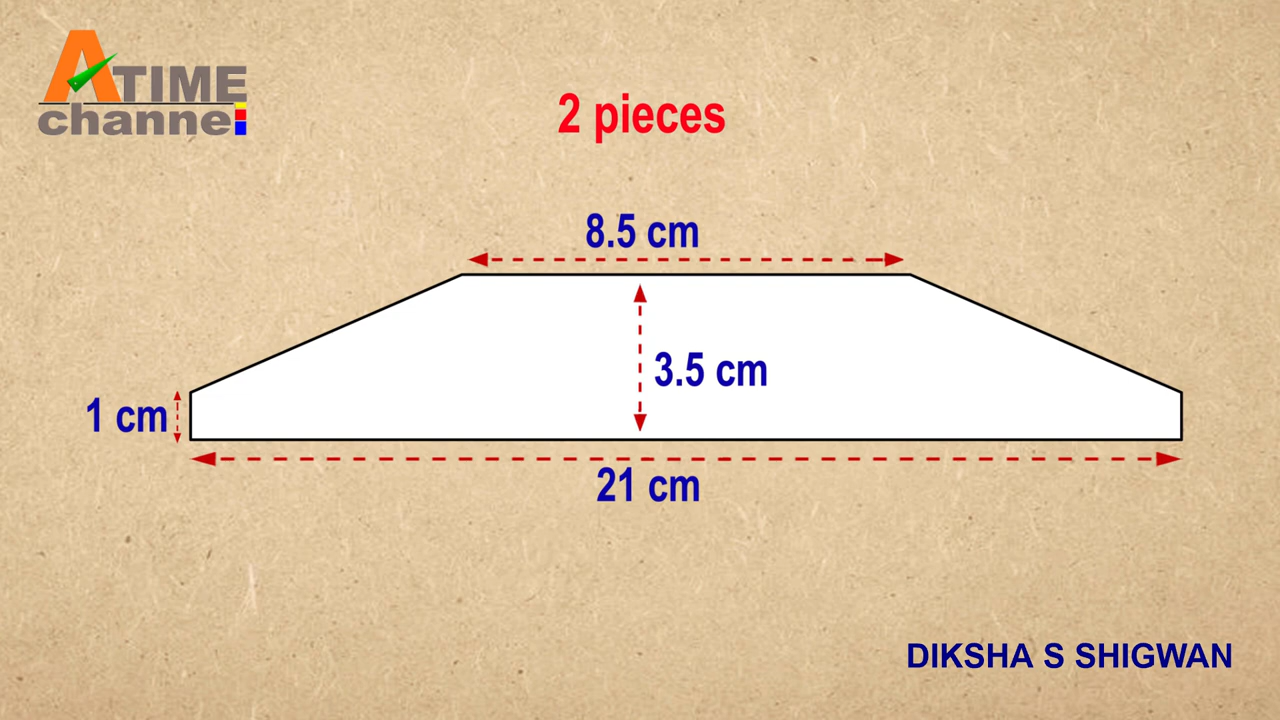 ATIME
channel
2 pieces
8.5 cm
3.5 cm
1 cm
21 cm
DIKSHA S SHIGWAN